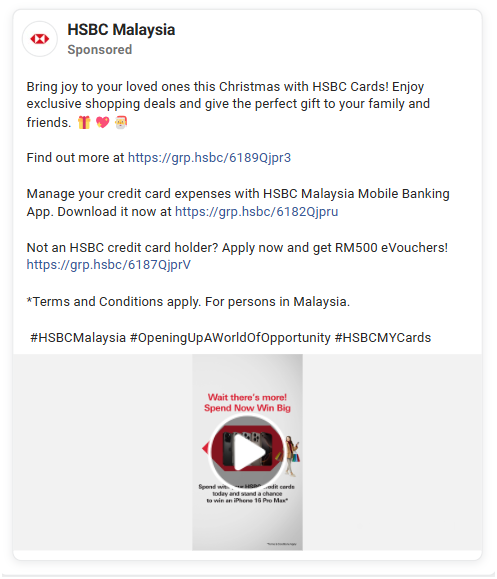 HSBC Malaysia
Sponsored
Bring joy to your loved ones this Christmas with HSBC Cards! Enjoy
exclusive shopping deals and give the perfect gift to your family and
friends. 🎁 💖 🎅
Find out more at https://grp.hsbc/6189Qjpr3
Manage your credit card expenses with HSBC Malaysia Mobile Banking
App. Download it now at https://grp.hsbc/6182Qjpru
Not an HSBC credit card holder? Apply now and get RM500 eVouchers!
https://grp.hsbc/6187QjprV
*Terms and Conditions apply. For persons in Malaysia.
#HSBCMalaysia #OpeningUpAWorldOfOpportunity #HSBCMYCards
Wait there's more!
Spend Now Win Big
Spend with your HSBC credit cards
today and stand a chance
to win an iPhone 16 Pro Max*